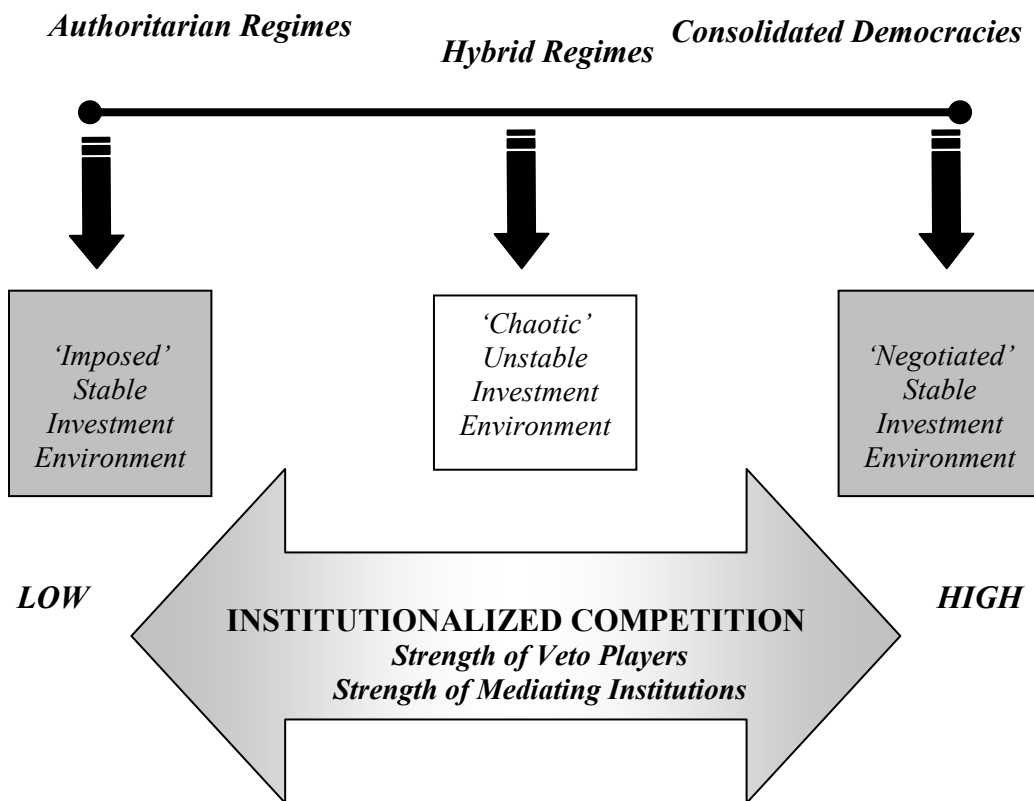 Authoritarian Regimes
Hybrid Regimes
Consolidated Democracies
‘Imposed’
Stable
Investment
Environment
‘Chaotic’
Unstable
Investment
Environment
‘Negotiated’
Stable
Investment
Environment
LOW
HIGH
INSTITUTIONALIZED COMPETITION
Strength of Veto Players
Strength of Mediating Institutions